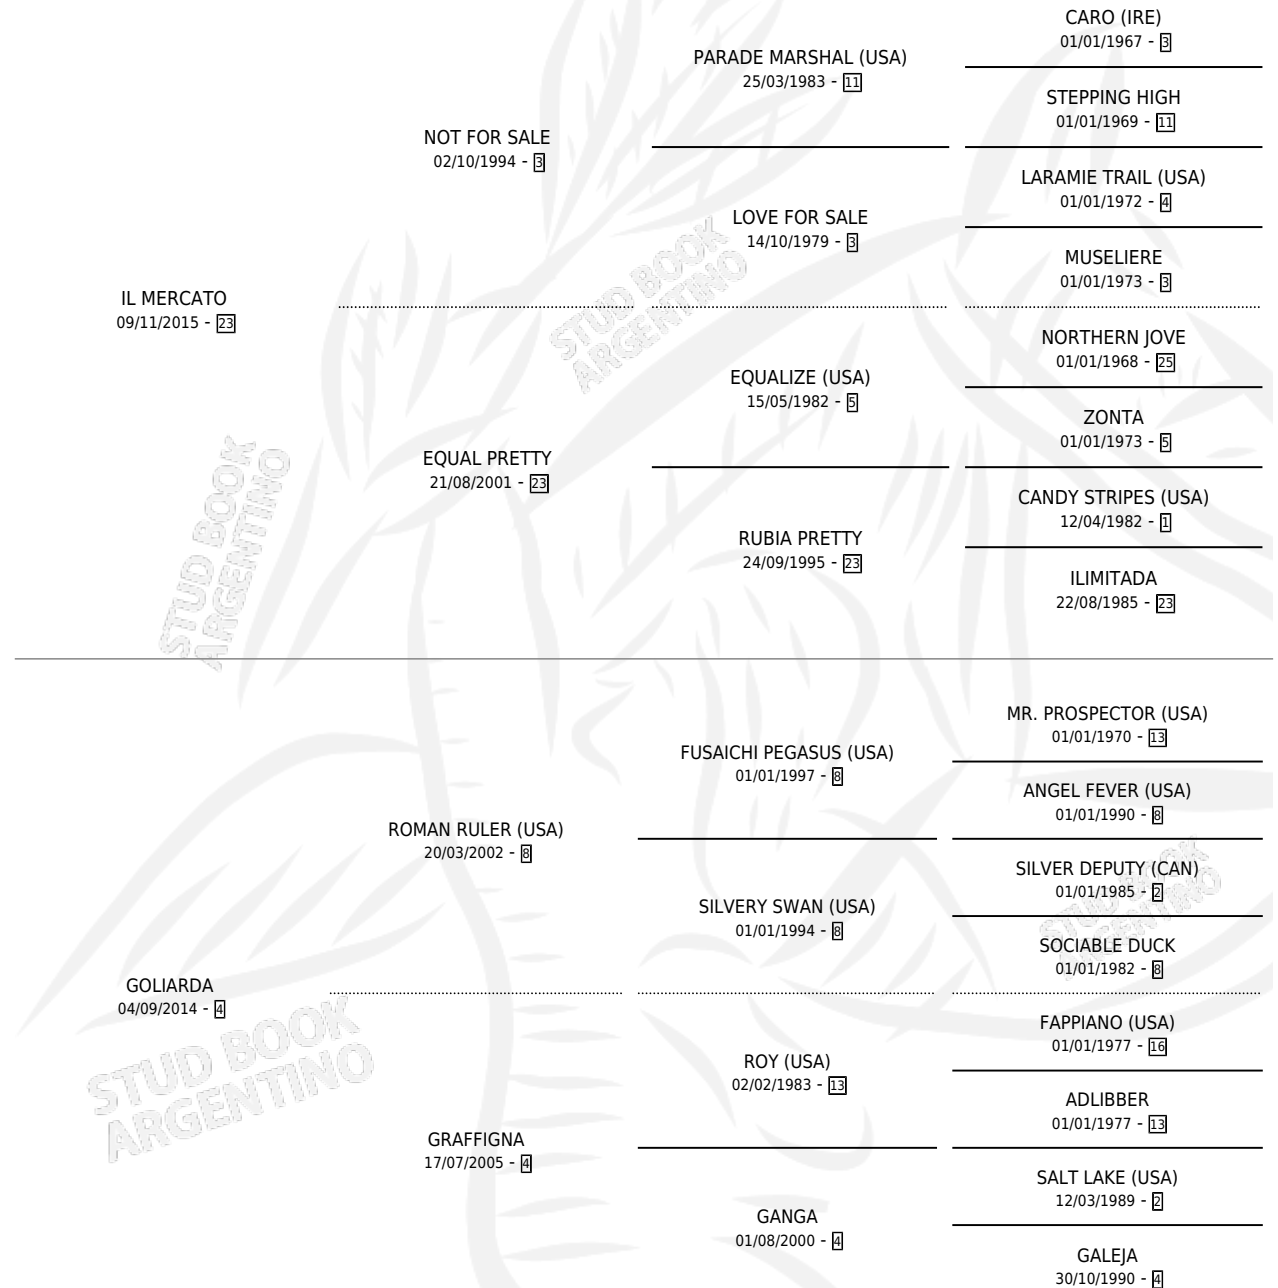 CARO (IRE)
01/01/1967 - 3
PARADE MARSHAL (USA)
25/03/1983 - 11
STEPPING HIGH
01/01/1969 - 11
NOT FOR SALE
02/10/1994 - 3
LARAMIE TRAIL (USA)
01/01/1972 - 4
LOVE FOR SALE
14/10/1979 - 3
MUSELIERE
01/01/1973 - 3
IL MERCATO
09/11/2015 - 23
STUD BOOK
ARGENTINO
NORTHERN JOVE
01/01/1968 - 25
EQUALIZE (USA)
15/05/1982 - 5
ZONTA
01/01/1973 - 5
EQUAL PRETTY
21/08/2001 - 23
CANDY STRIPES (USA)
12/04/1982 - 1
RUBIA PRETTY
24/09/1995 - 23
ILIMITADA
22/08/1985 - 23
STUD BOOK
ARGENTINO
MR. PROSPECTOR (USA)
01/01/1970 - 13
FUSAICHI PEGASUS (USA)
01/01/1997 - 8
ANGEL FEVER (USA)
01/01/1990 - 8
ROMAN RULER (USA)
20/03/2002 - 8
SILVER DEPUTY (CAN)
01/01/1985 - 2
SILVERY SWAN (USA)
01/01/1994 - 8
STUD BOOK
ARGENTINO
SOCIABLE DUCK
01/01/1982 - 8
GOLIARDA
04/09/2014 - 4
STUD BOOK
ARGENTINO
FAPPIANO (USA)
01/01/1977 - 16
ROY (USA)
02/02/1983 - 13
ADLIBBER
01/01/1977 - 13
GRAFFIGNA
17/07/2005 - 4
SALT LAKE (USA)
12/03/1989 - 2
GANGA
01/08/2000 - 4
GALEJA
30/10/1990 - 4